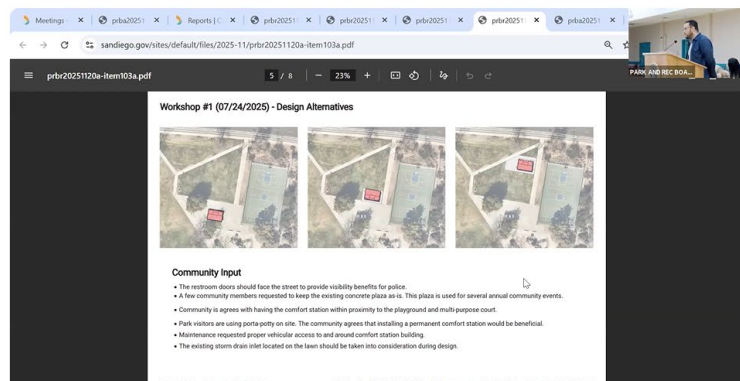 Meetings
prba2025
Reports | C
prbr2025
prbr2025
prbr2025
prbr2025
prba2025
sandiego.gov/sites/default/files/2025-11/prbr20251120a-item103a.pdf
prbr20251120a-item103a.pdf
5 / 8
23%
PARK AND REC BOA...
Workshop #1 (07/24/2025) - Design Alternatives
Community Input
• The restroom doors should face the street to provide visibility benefits for police.
• A few community members requested to keep the existing concrete plaza as-is. This plaza is used for several annual community events.
• Community is agrees with having the comfort station within proximity to the playground and multi-purpose court.
• Park visitors are using porta-potty on site. The community agrees that installing a permanent comfort station would be beneficial.
• Maintenance requested proper vehicular access to and around comfort station building.
• The existing storm drain inlet located on the lawn should be taken into consideration during design.